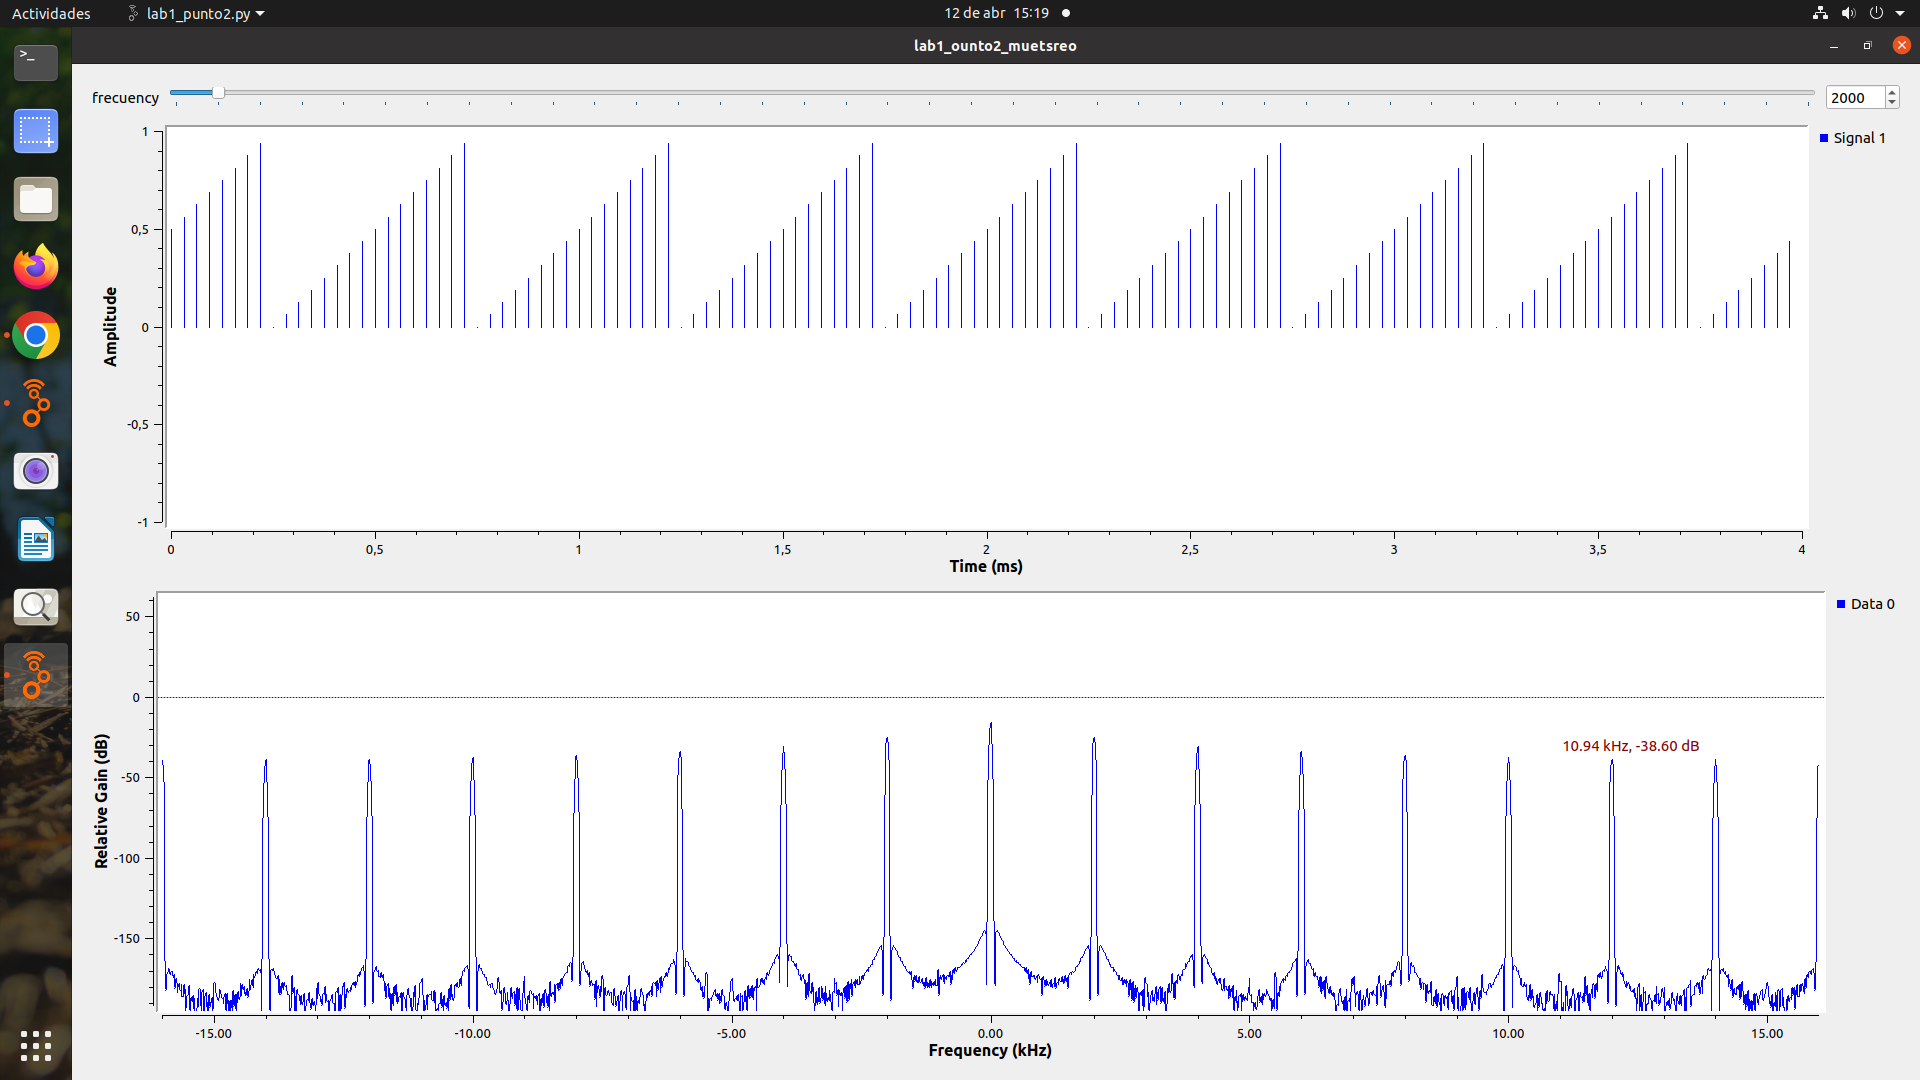 Actividades lab1_punto2.py 12 de abr 15:19
lab1_ounto2_muetsreo
>_
frecuency 2000
Signal 1
1
0,5
0
-0,5
-1
Amplitude
0 0,5 1 1,5 2 2,5 3 3,5 4
Time (ms)
Data 0
50
0
-50
-100
-150
Relative Gain (dB)
10.94 kHz, -38.60 dB
-15.00 -10.00 -5.00 0.00 5.00 10.00 15.00
Frequency (kHz)